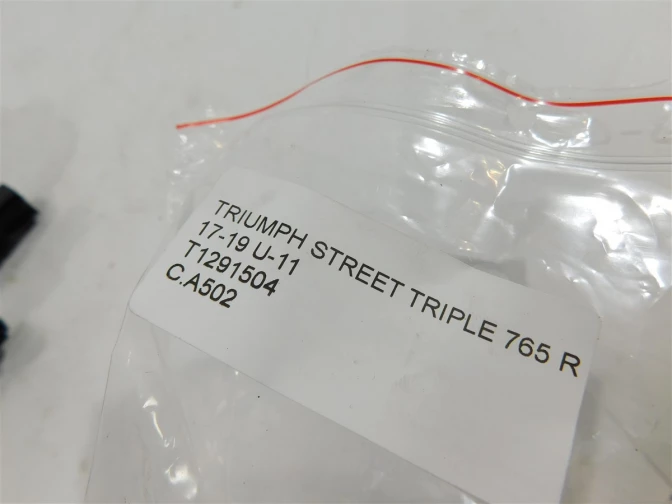 TRIUMPH STREET TRIPLE 765 R
17-19 U-11
T1291504
C.A502